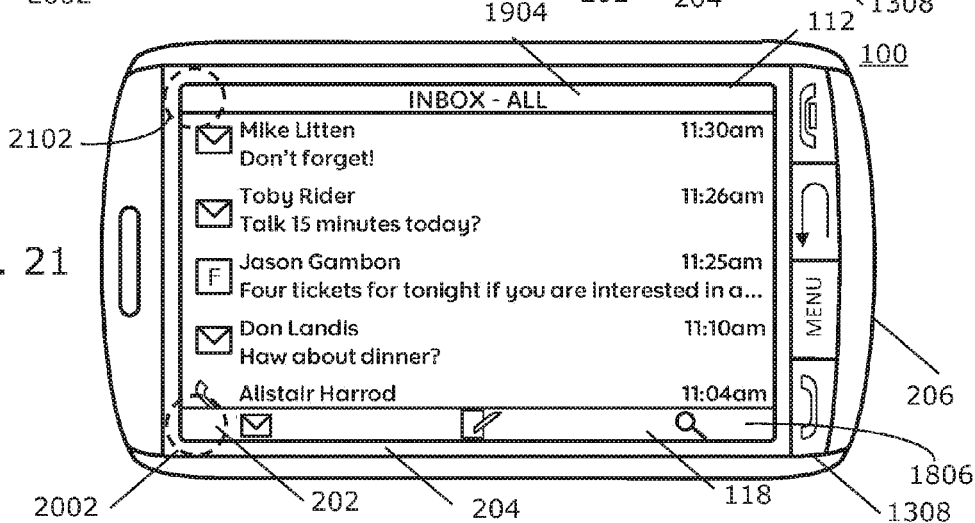 1904
1308
112
100
INBOX - ALL
2102
Mike Litten 11:30am
Don't forget!
Toby Rider 11:26am
Talk 15 minutes today?
. 21
Jason Gambon 11:25am
F
Four tickets for tonight if you are interested in a...
MENU
Don Landis 11:10am
Haw about dinner?
206
Alistair Harrod 11:04am
1806
2002
202
204
118
1308